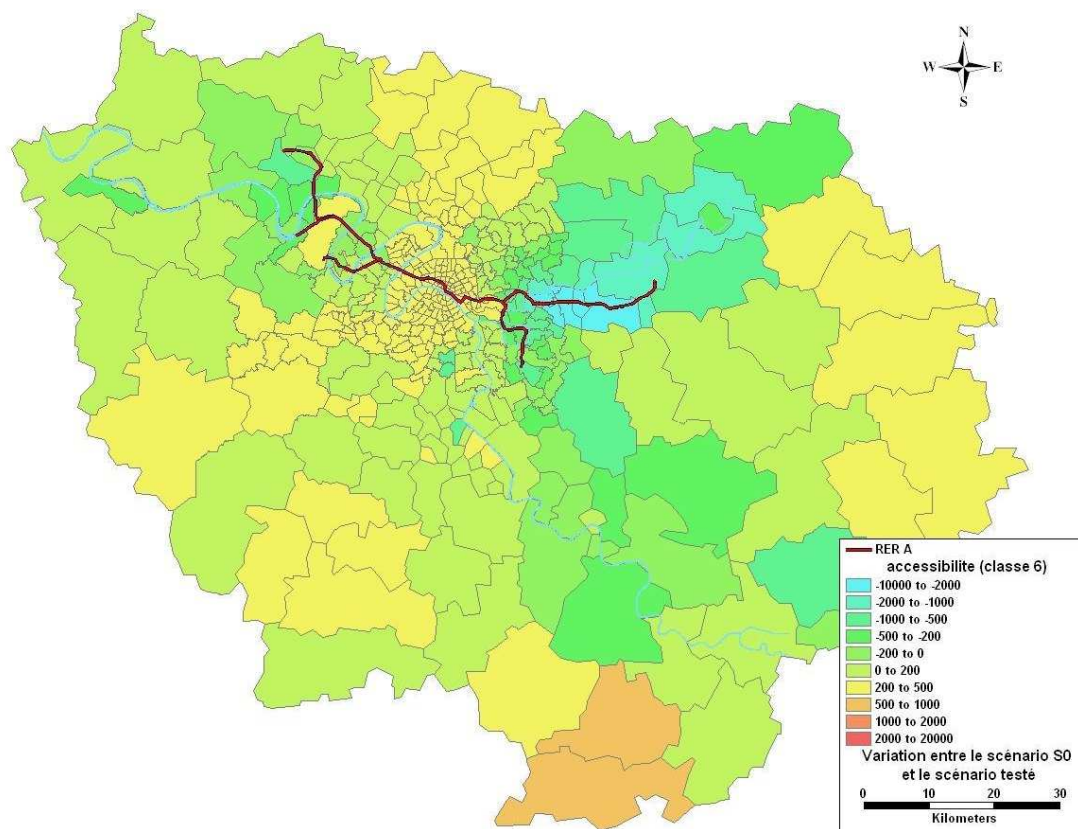 N
W E
S
RER A
accessibilite (classe 6)
-10000 to -2000
-2000 to -1000
-1000 to -500
-500 to -200
-200 to 0
0 to 200
200 to 500
500 to 1000
1000 to 2000
2000 to 20000
Variation entre le scénario S0
et le scénario testé
0 10 20 30
Kilometers